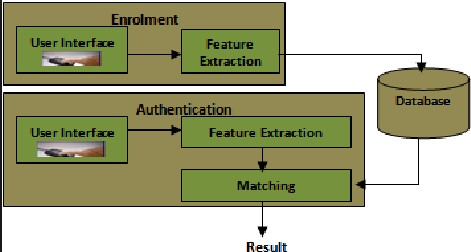 Enrolment
User Interface
Feature
Extraction
Database
Authentication
User Interface
Feature Extraction
Matching
Result